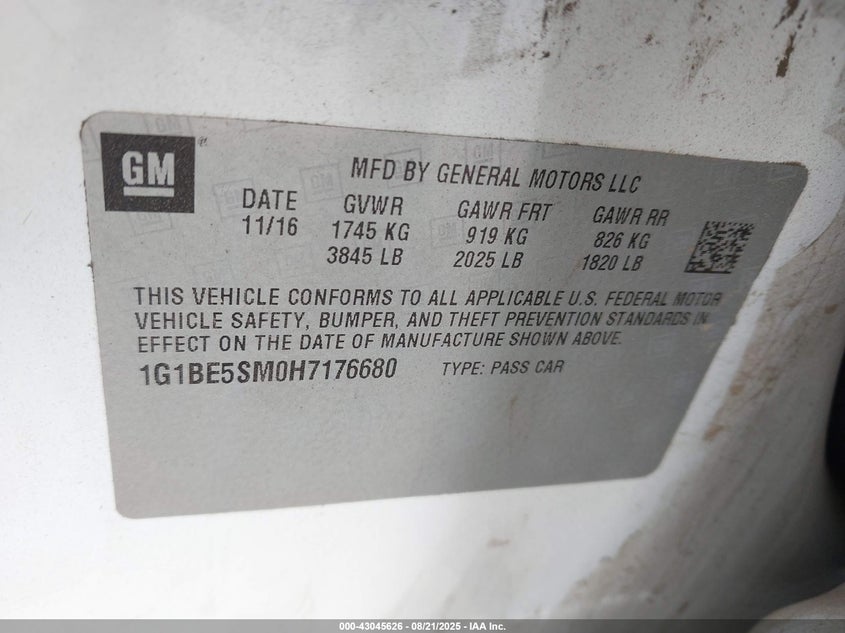 GM
MFD BY GENERAL MOTORS LLC
DATE GVWR GAWR FRT GAWR RR
11/16 1745 KG 919 KG 826 KG
3845 LB 2025 LB 1820 LB
THIS VEHICLE CONFORMS TO ALL APPLICABLE U.S. FEDERAL MOTOR
VEHICLE SAFETY, BUMPER, AND THEFT PREVENTION STANDARDS IN
EFFECT ON THE DATE OF MANUFACTURE SHOWN ABOVE.
1G1BE5SM0H7176680 TYPE: PASS CAR
000-43045626 - 08/21/2025 - IAA Inc.